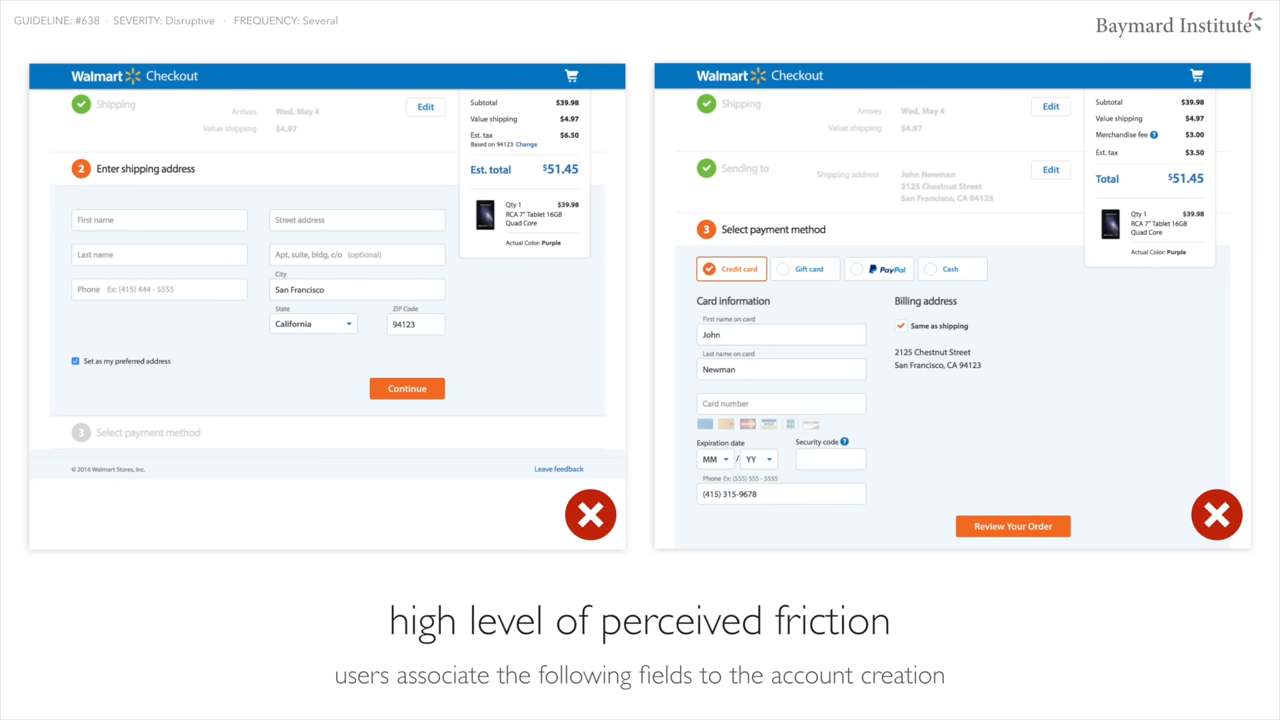 GUIDELINE: #638 · SEVERITY: Disruptive · FREQUENCY: Several
Baymard Institute
Walmart Checkout
Shipping
Arrives Wed, May 4
Value shipping $4.97
Edit
2 Enter shipping address
First name
Last name
Phone Ex: (415) 444 - 5555
Street address
Apt, suite, bldg, c/o (optional)
City
San Francisco
State
California
ZIP Code
94123
Set as my preferred address
Continue
3 Select payment method
© 2016 Walmart Stores, Inc.
Leave feedback
Subtotal $39.98
Value shipping $4.97
Est. tax $6.50
Based on 94123 Change
Est. total $51.45
Qty 1 $39.98
RCA 7" Tablet 16GB
Quad Core
Actual Color: Purple
Walmart Checkout
Shipping
Arrives Wed, May 4
Value shipping $4.97
Edit
Sending to
Shipping address John Newman
2125 Chestnut Street
San Francisco, CA 94123
Edit
3 Select payment method
Credit card Gift card PayPal Cash
Card information
First name on card
John
Last name on card
Newman
Card number
Expiration date
MM / YY
Security code ?
Phone Ex: (555) 555 - 5555
(415) 315-9678
Billing address
Same as shipping
2125 Chestnut Street
San Francisco, CA 94123
Review Your Order
Subtotal $39.98
Value shipping $4.97
Merchandise fee ? $3.00
Est. tax $3.50
Total $51.45
Qty 1 $39.98
RCA 7" Tablet 16GB
Quad Core
Actual Color: Purple
high level of perceived friction
users associate the following fields to the account creation